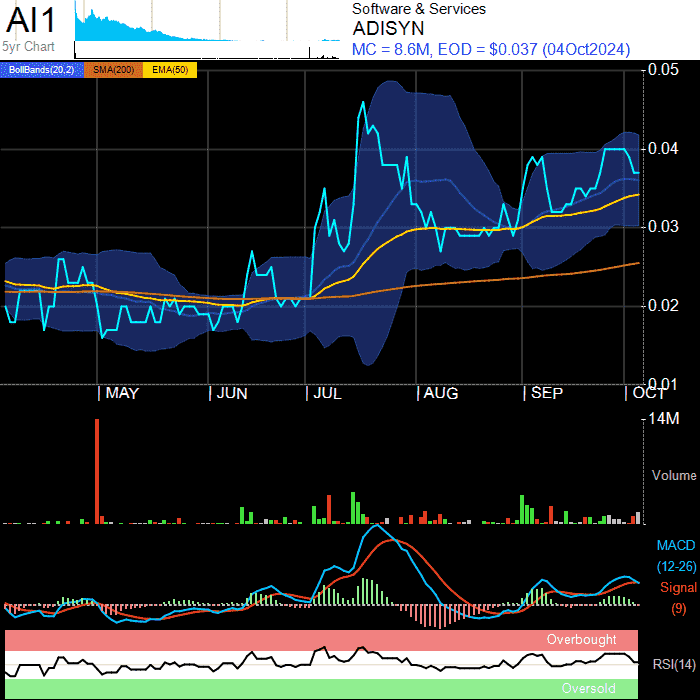 AI1
5yr Chart
Software & Services
ADISYN
MC = 8.6M, EOD = $0.037 (04Oct2024)
BollBands(20,2) SMA(200) EMA(50)
0.05
0.04
0.03
0.02
0.01
MAY JUN JUL AUG SEP OCT
14M
Volume
MACD
(12-26)
Signal
(9)
Overbought
RSI(14)
Oversold